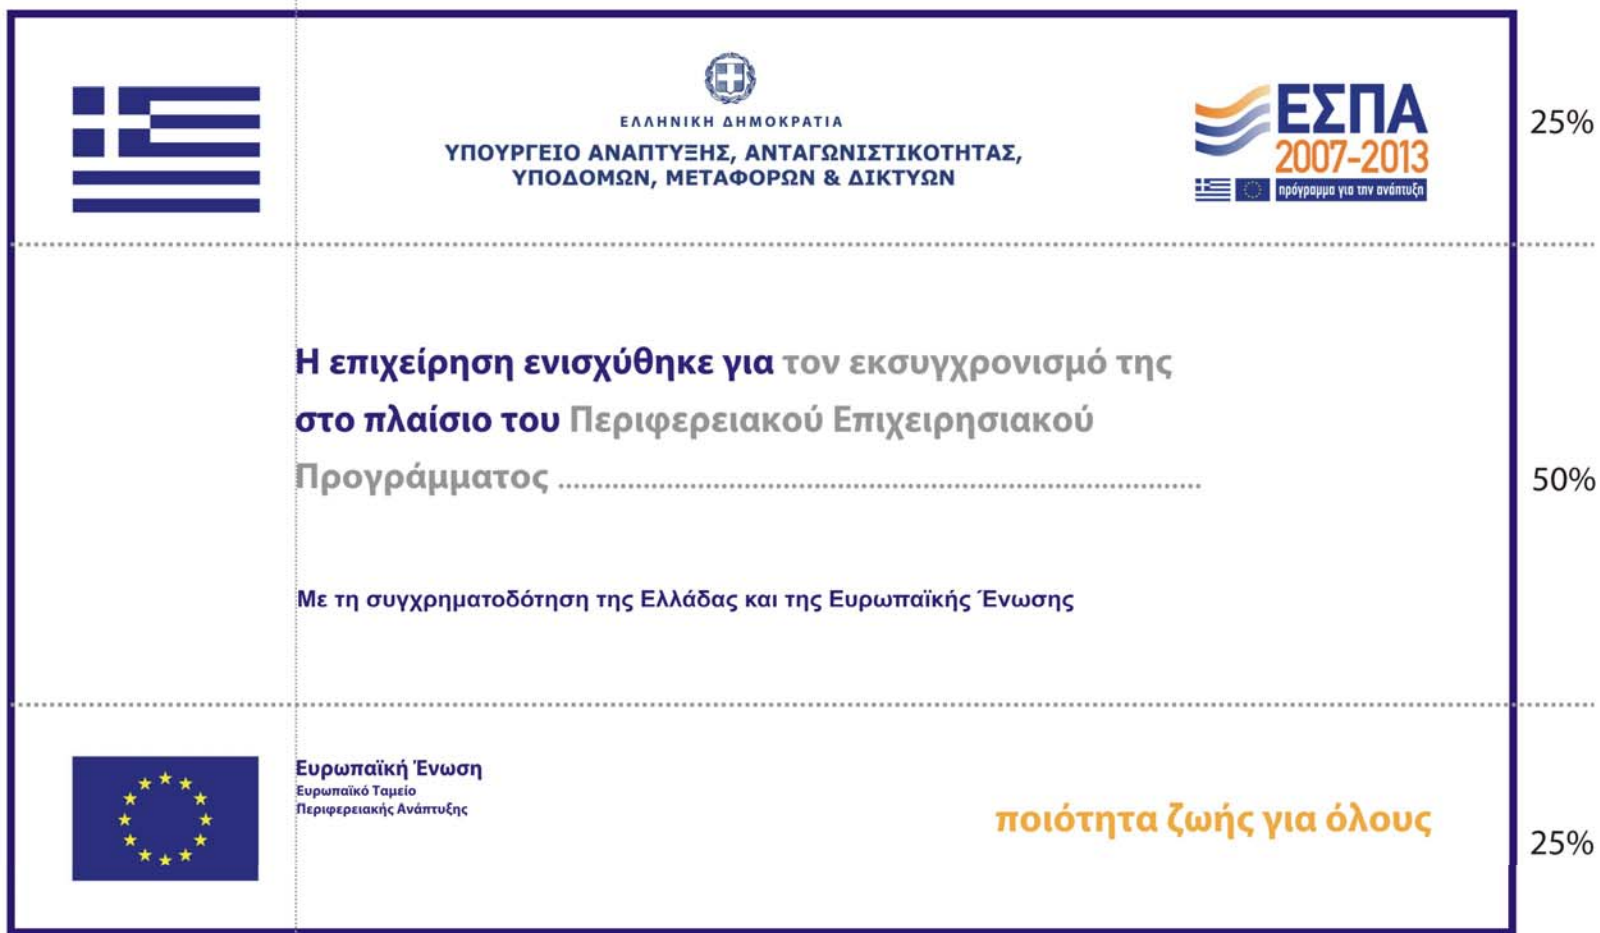 ΕΛΛΗΝΙΚΗ ΔΗΜΟΚΡΑΤΙΑ
ΥΠΟΥΡΓΕΙΟ ΑΝΑΠΤΥΞΗΣ, ΑΝΤΑΓΩΝΙΣΤΙΚΟΤΗΤΑΣ,
ΥΠΟΔΟΜΩΝ, ΜΕΤΑΦΟΡΩΝ & ΔΙΚΤΥΩΝ
ΕΣΠΑ
2007-2013
πρόγραμμα για την ανάπτυξη
25%
Η επιχείρηση ενισχύθηκε για τον εκσυγχρονισμό της
στο πλαίσιο του Περιφερειακού Επιχειρησιακού
Προγράμματος ...................................................................................
50%
Με τη συγχρηματοδότηση της Ελλάδας και της Ευρωπαϊκής Ένωσης
Ευρωπαϊκή Ένωση
Ευρωπαϊκό Ταμείο
Περιφερειακής Ανάπτυξης
ποιότητα ζωής για όλους
25%